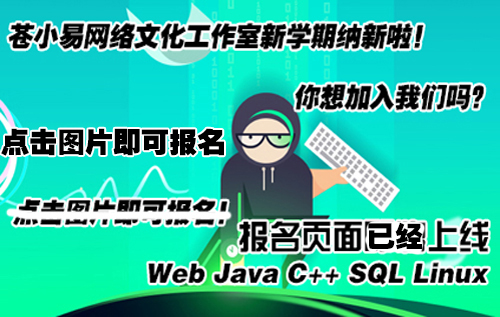 苍小易网络文化工作室新学期纳新啦！
你想加入我们吗？
点击图片即可报名
点击图片即可报名！
报名页面已经上线
Web Java C++ SQL Linux